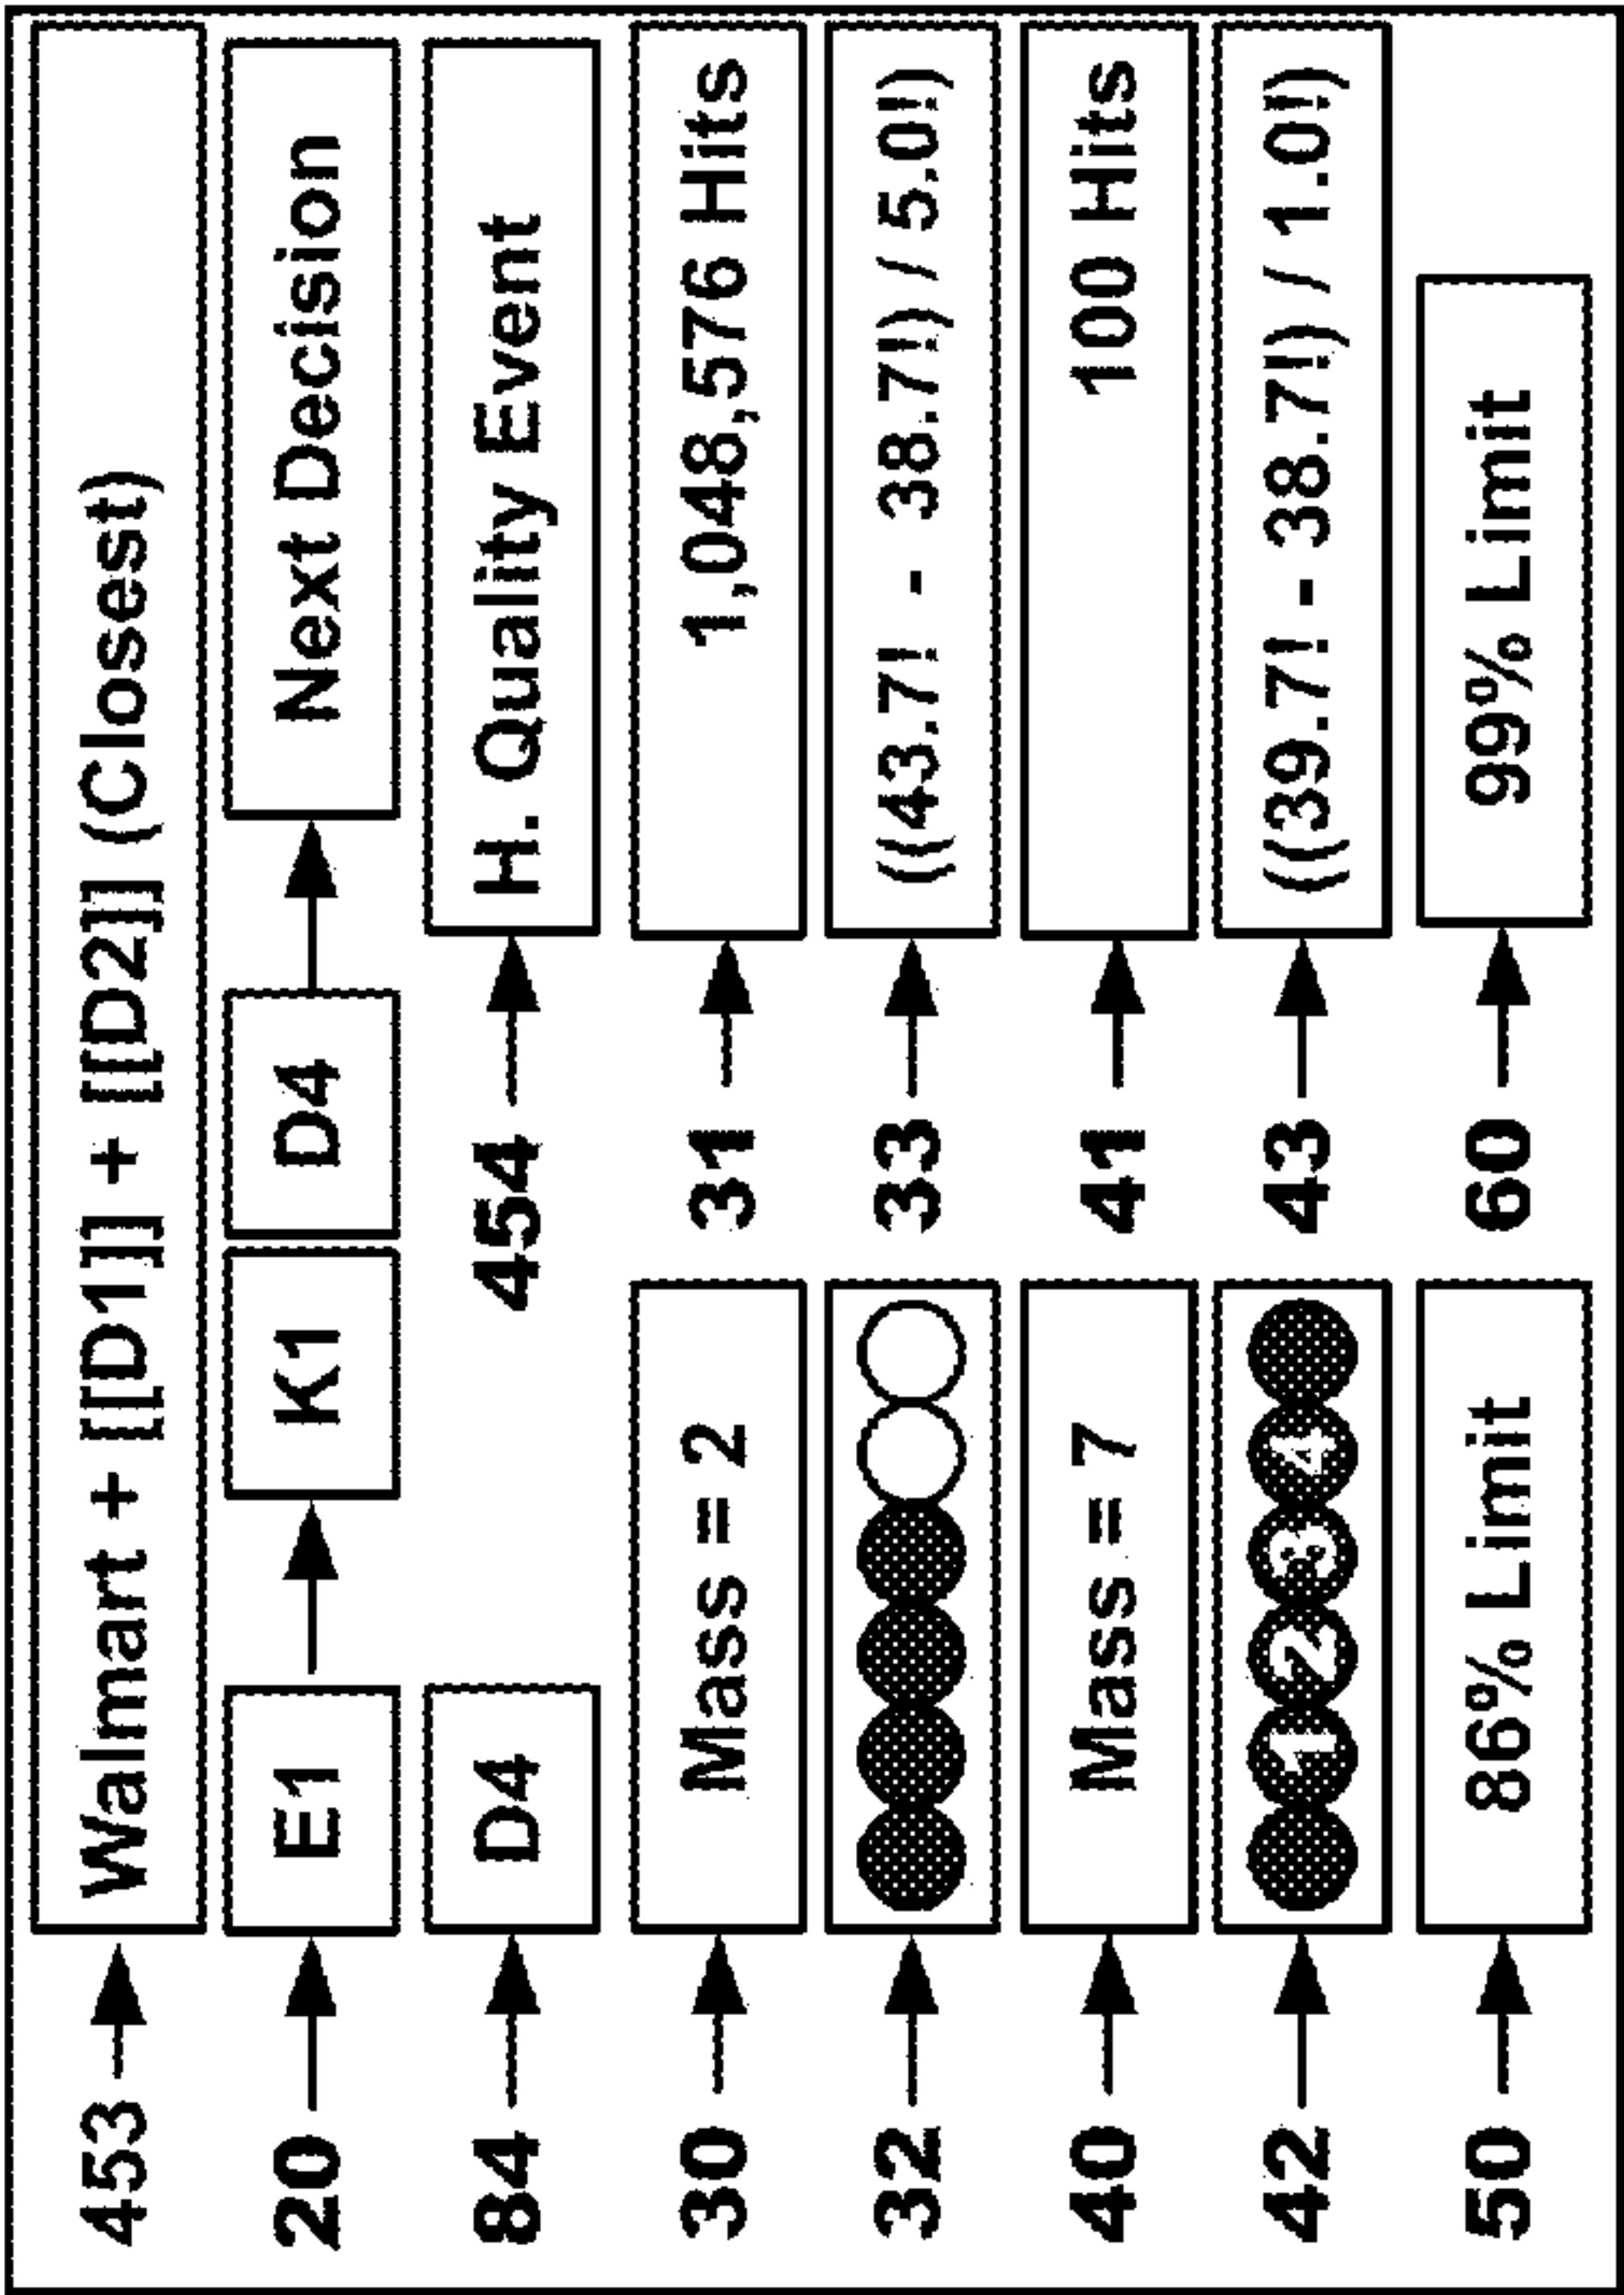 453 Walmart + [[D1]] + [[D2]] (Closest)
20 E1 K1 D4 Next Decision
84 D4 454 H. Quality Event
30 Mass = 2 31 1,048,576 Hits
32 33 ((43.7! - 38.7!) / 5.0!)
40 Mass = 7 41 100 Hits
42 1 2 3 4 43 ((39.7! - 38.7!) / 1.0!)
50 86% Limit 60 99% Limit